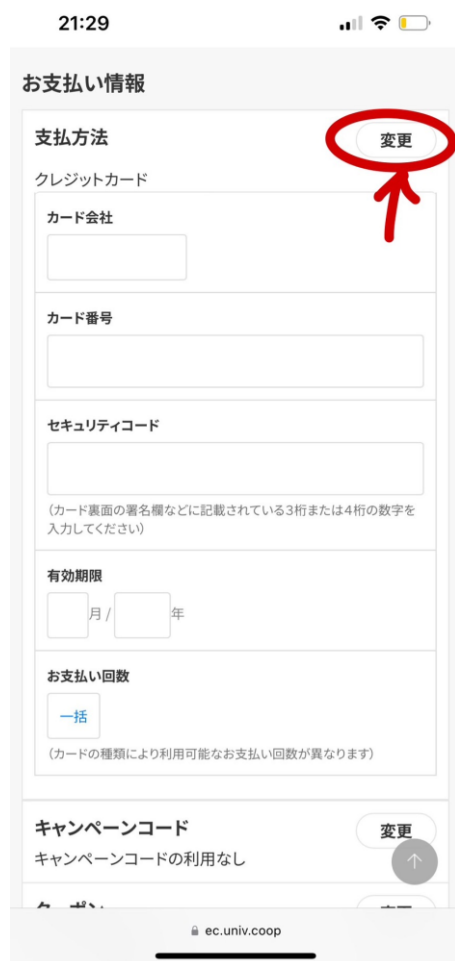 21:29
お支払い情報
支払方法
変更
クレジットカード
カード会社
カード番号
セキュリティコード
(カード裏面の署名欄などに記載されている3桁または4桁の数字を
入力してください)
有効期限
月 / 年
お支払い回数
一括
(カードの種類により利用可能なお支払い回数が異なります)
キャンペーンコード
変更
キャンペーンコードの利用なし
クーポン
変更
ec.univ.coop